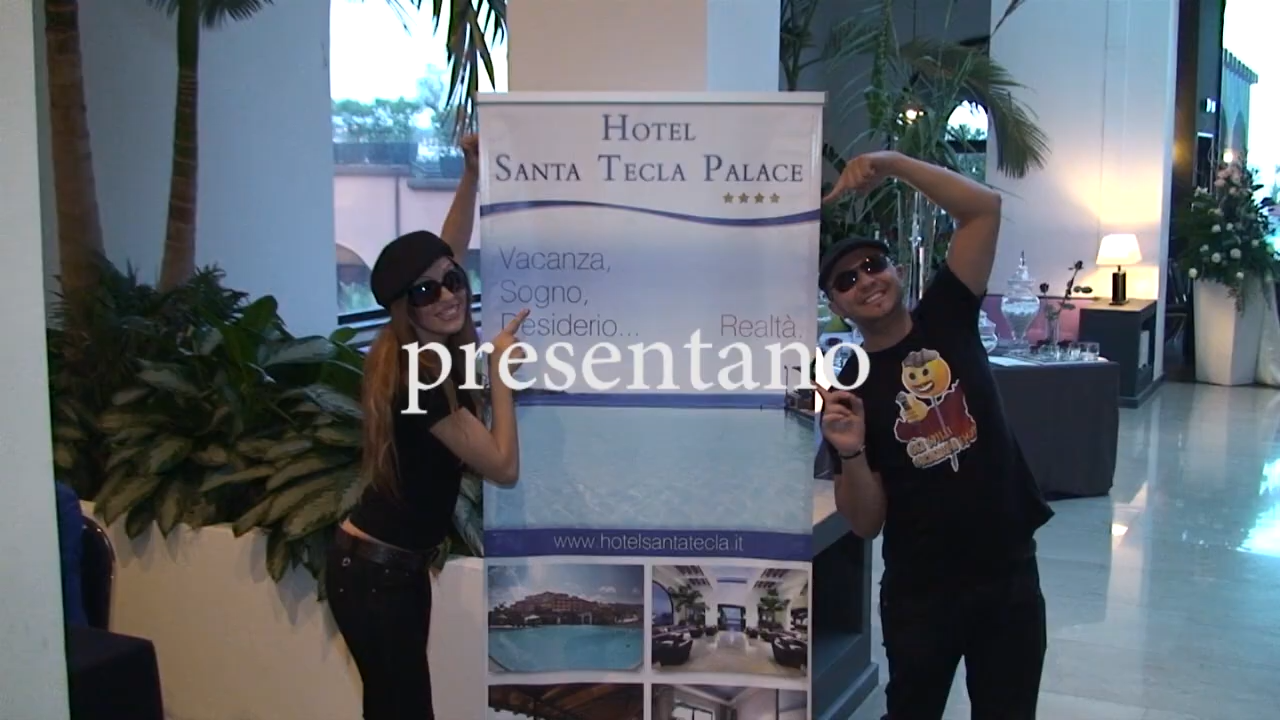 HOTEL
SANTA TECLA PALACE
Vacanza,
Sogno,
Desiderio... Realtà.
presentano
www.hotelsantatecla.it